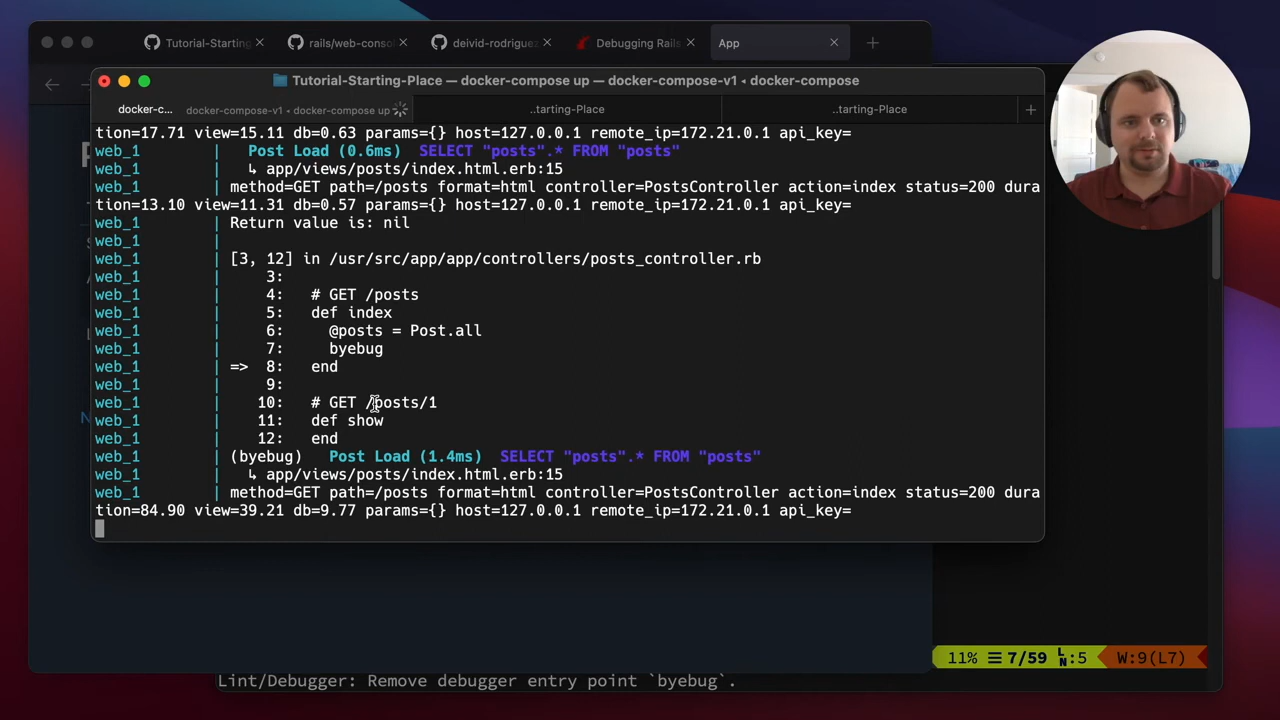 Tutorial-Starting
rails/web-conso
deivid-rodriguez
Debugging Rails
App
Tutorial-Starting-Place — docker-compose up — docker-compose-v1 ◂ docker-compose
docker-c... docker-compose-v1 ◂ docker-compose up
..tarting-Place
..tarting-Place
tion=17.71 view=15.11 db=0.63 params={} host=127.0.0.1 remote_ip=172.21.0.1 api_key=
web_1 | Post Load (0.6ms) SELECT "posts".* FROM "posts"
web_1 | ↳ app/views/posts/index.html.erb:15
web_1 | method=GET path=/posts format=html controller=PostsController action=index status=200 dura
tion=13.10 view=11.31 db=0.57 params={} host=127.0.0.1 remote_ip=172.21.0.1 api_key=
web_1 | Return value is: nil
web_1 |
web_1 | [3, 12] in /usr/src/app/app/controllers/posts_controller.rb
web_1 | 3:
web_1 | 4: # GET /posts
web_1 | 5: def index
web_1 | 6: @posts = Post.all
web_1 | 7: byebug
web_1 | => 8: end
web_1 | 9:
web_1 | 10: # GET /posts/1
web_1 | 11: def show
web_1 | 12: end
web_1 | (byebug) Post Load (1.4ms) SELECT "posts".* FROM "posts"
web_1 | ↳ app/views/posts/index.html.erb:15
web_1 | method=GET path=/posts format=html controller=PostsController action=index status=200 dura
tion=84.90 view=39.21 db=9.77 params={} host=127.0.0.1 remote_ip=172.21.0.1 api_key=
11% ☰ 7/59 LN:5 W:9(L7)
Lint/Debugger: Remove debugger entry point `byebug`.